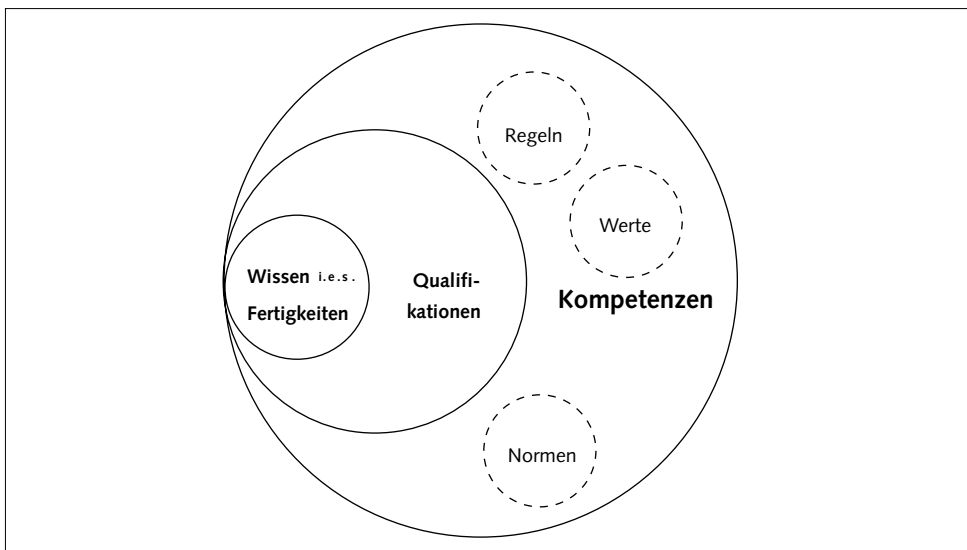 Regeln
Werte
Wissen i.e.s.
Fertigkeiten
Qualifi-
kationen
Kompetenzen
Normen